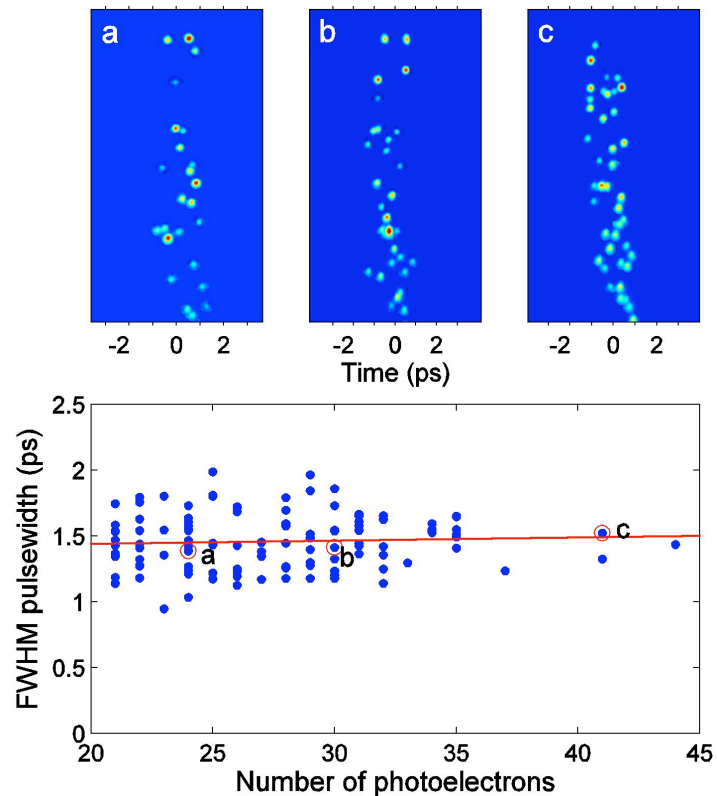 a b c
-2 0 2 -2 0 2 -2 0 2
Time (ps)
2.5
2
1.5
1
0.5
0
FWHM pulsewidth (ps)
a b c
20 25 30 35 40 45
Number of photoelectrons